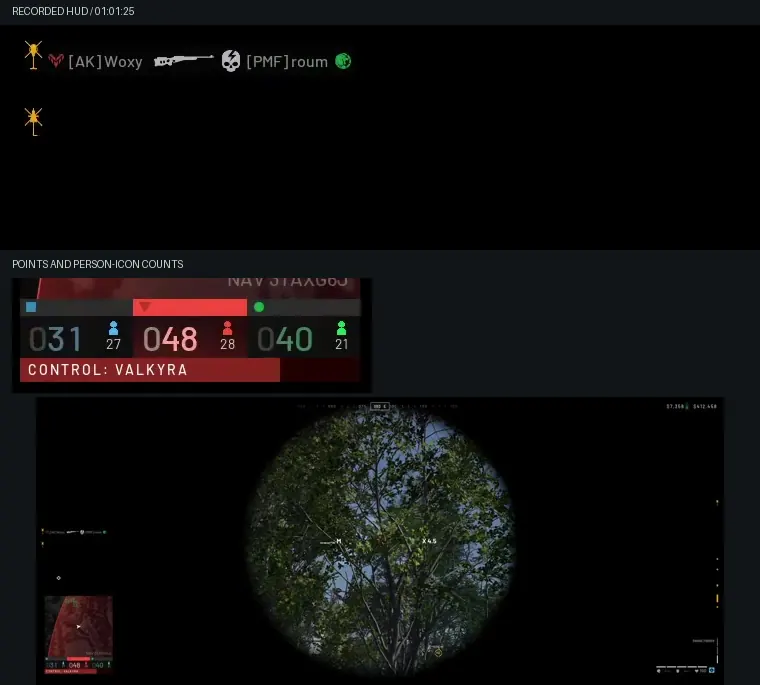 RECORDED HUD / 01:01:25
[AK]Woxy [PMF]roum
POINTS AND PERSON-ICON COUNTS
031 27 048 28 040 21
CONTROL: VALKYRA
M X 4.5